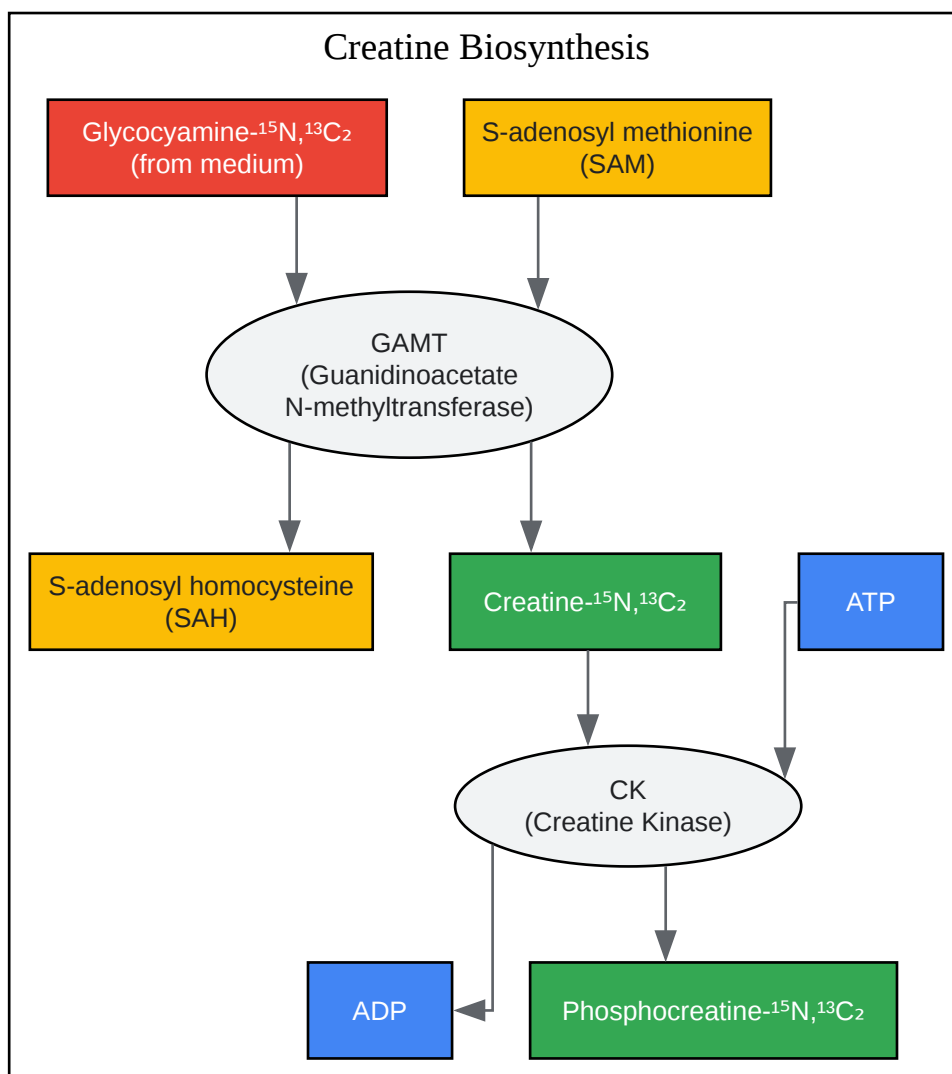 Creatine Biosynthesis
Glycocyamine-¹⁵N,¹³C₂
(from medium)
S-adenosyl methionine
(SAM)
GAMT
(Guanidinoacetate
N-methyltransferase)
S-adenosyl homocysteine
(SAH)
Creatine-¹⁵N,¹³C₂
ATP
CK
(Creatine Kinase)
ADP
Phosphocreatine-¹⁵N,¹³C₂